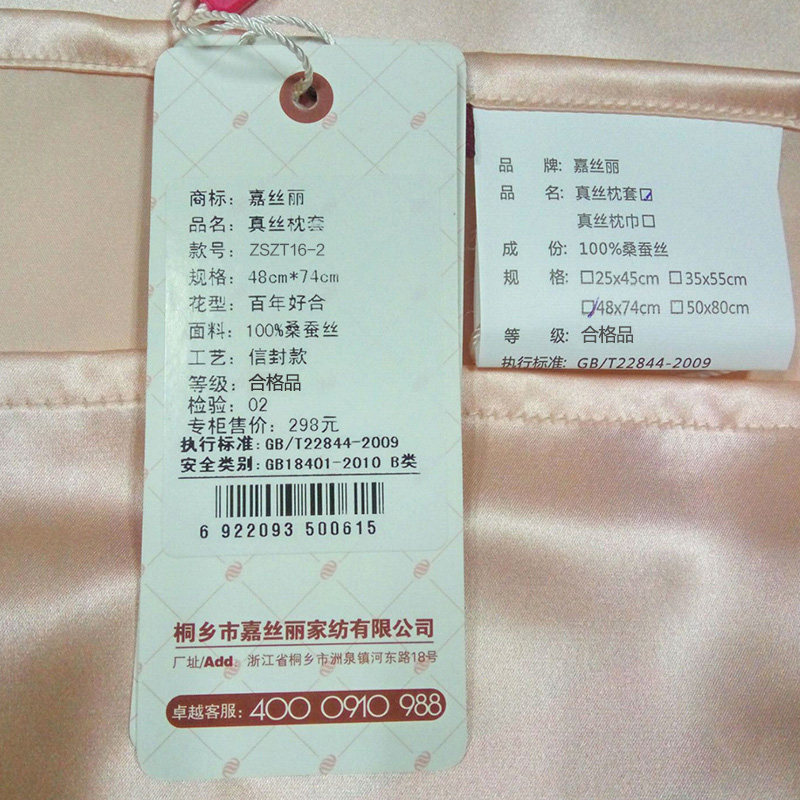 商标：嘉丝丽
品名：真丝枕套
款号：ZSZT16-2
规格：48cm*74cm
花型：百年好合
面料：100%桑蚕丝
工艺：信封款
等级：合格品
检验：02
专柜售价：298元
执行标准：GB/T22844-2009
安全类别：GB18401-2010 B类
6 922093 500615
桐乡市嘉丝丽家纺有限公司
厂址/Add：浙江省桐乡市洲泉镇河东路18号
卓越客服：400 0910 988
品 牌：嘉丝丽
品 名：真丝枕套☑
真丝枕巾☐
成 份：100%桑蚕丝
规 格：☐25x45cm ☐35x55cm
☑48x74cm ☐50x80cm
等 级：合格品
执行标准：GB/T22844-2009